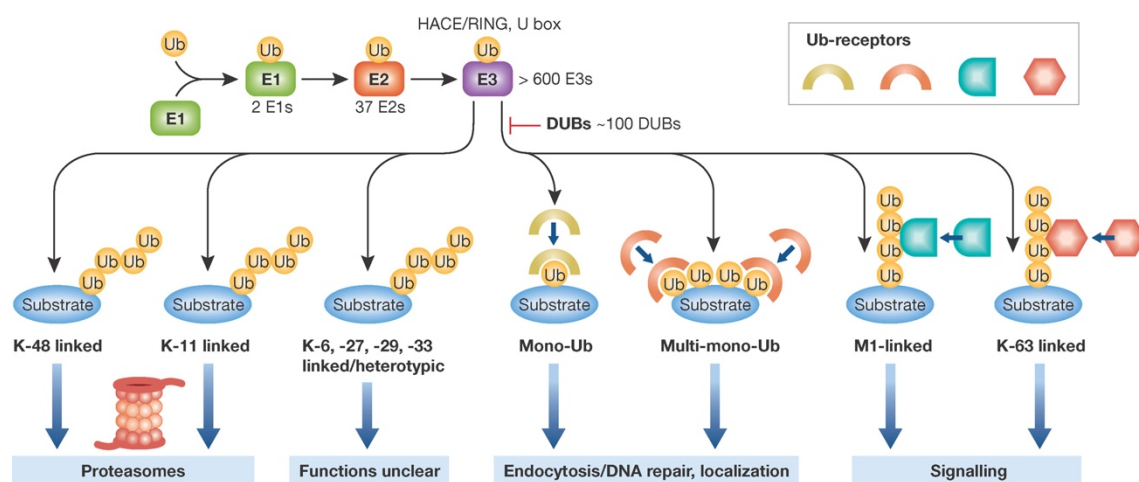 HACE/RING, U box
Ub
Ub
Ub
Ub
E1
E2
E3
> 600 E3s
E1
2 E1s
37 E2s
DUBs ~100 DUBs
Ub-receptors
Ub
Ub
Ub
Ub
Substrate
K-48 linked
Ub
Ub
Ub
Ub
Substrate
K-11 linked
Ub
Ub
Ub
Ub
Substrate
K-6, -27, -29, -33
linked/heterotypic
Ub
Substrate
Mono-Ub
Ub
Ub
Ub
Ub
Substrate
Multi-mono-Ub
Ub
Ub
Ub
Ub
Substrate
M1-linked
Ub
Ub
Ub
Ub
Substrate
K-63 linked
Proteasomes
Functions unclear
Endocytosis/DNA repair, localization
Signalling